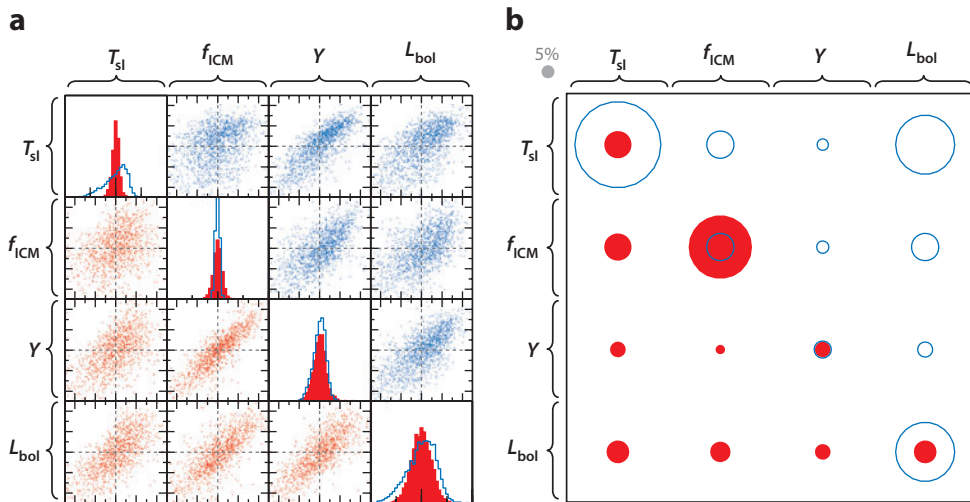 a
T_sl f_ICM Y L_bol
T_sl
f_ICM
Y
L_bol
b
5%
T_sl f_ICM Y L_bol
T_sl
f_ICM
Y
L_bol